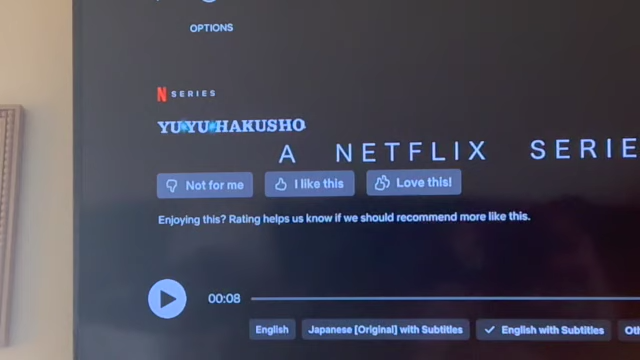 OPTIONS
N SERIES
YU YU HAKUSHO
A NETFLIX SERIE
Not for me
I like this
Love this!
Enjoying this? Rating helps us know if we should recommend more like this.
00:08
English
Japanese [Original] with Subtitles
English with Subtitles
Oth